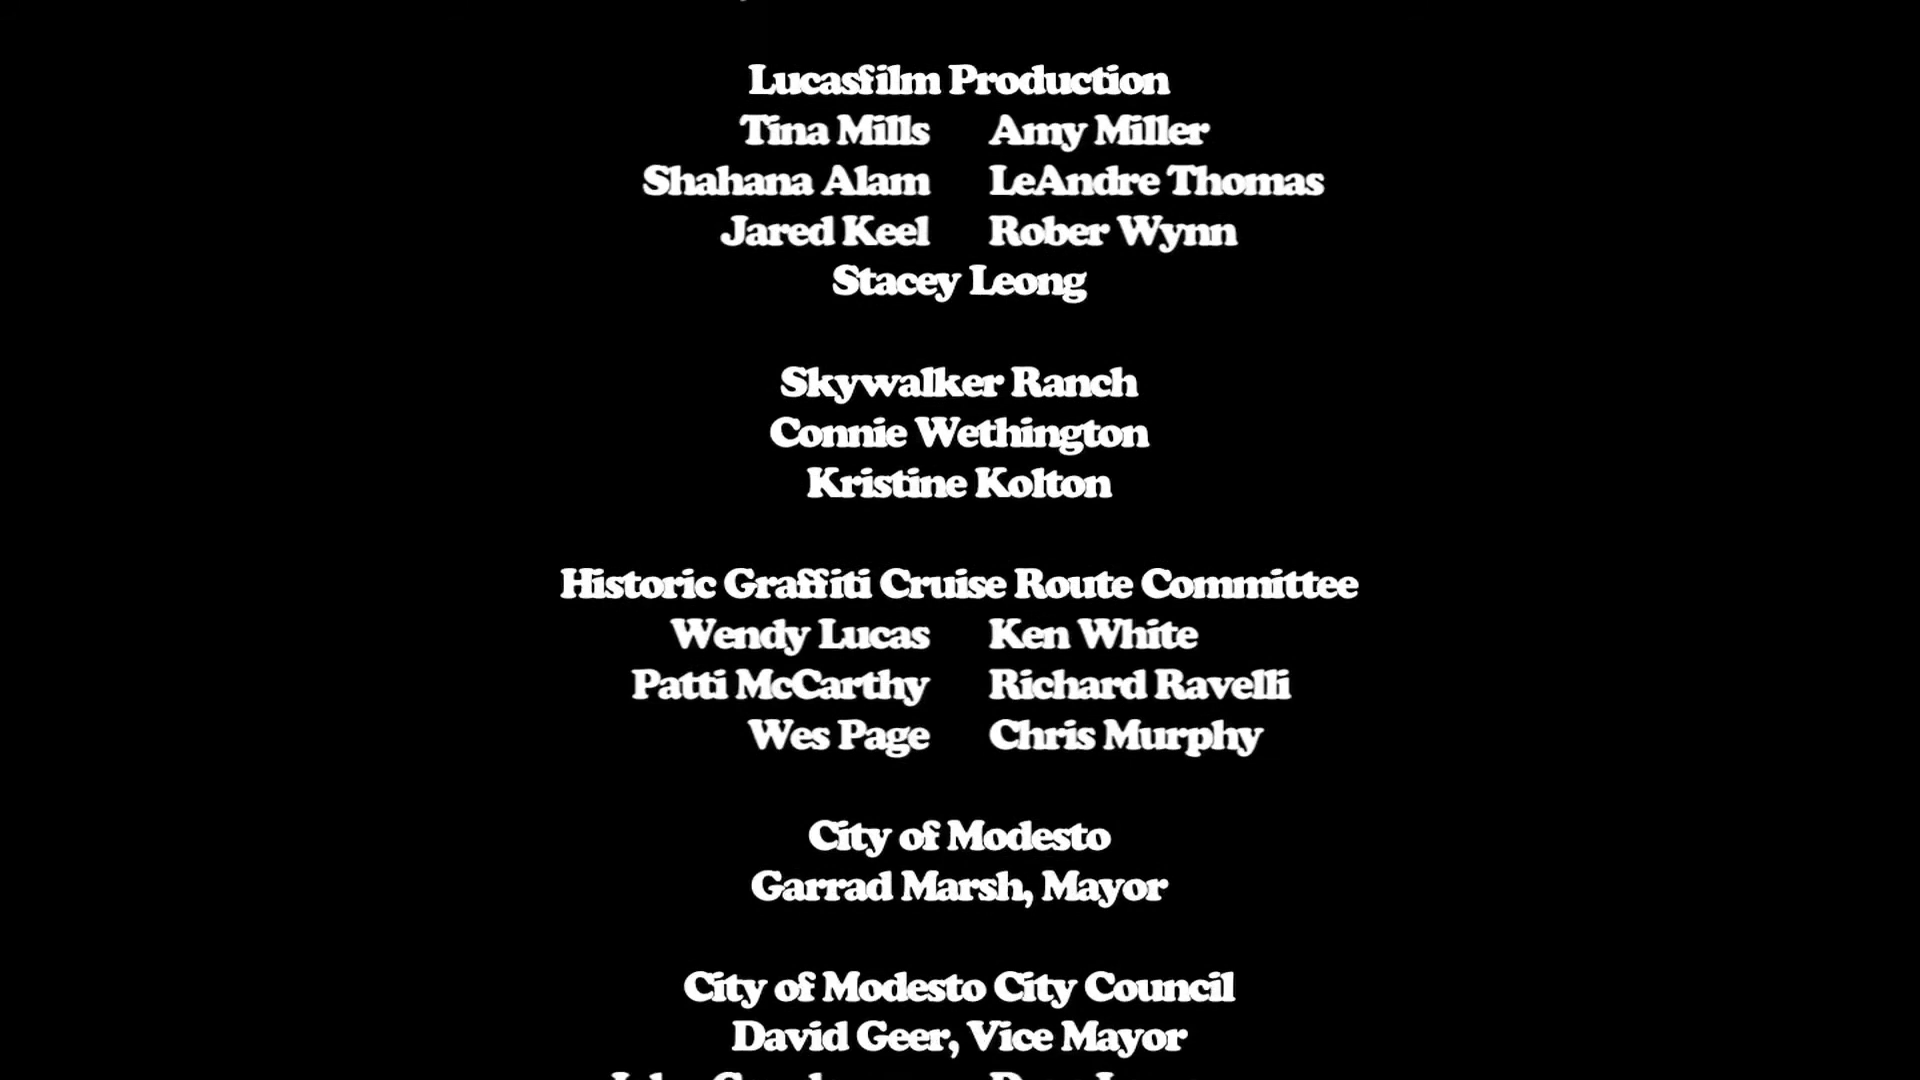 Lucasfilm Production
Tina Mills Amy Miller
Shahana Alam LeAndre Thomas
Jared Keel Rober Wynn
Stacey Leong
Skywalker Ranch
Connie Wethington
Kristine Kolton
Historic Graffiti Cruise Route Committee
Wendy Lucas Ken White
Patti McCarthy Richard Ravelli
Wes Page Chris Murphy
City of Modesto
Garrad Marsh, Mayor
City of Modesto City Council
David Geer, Vice Mayor